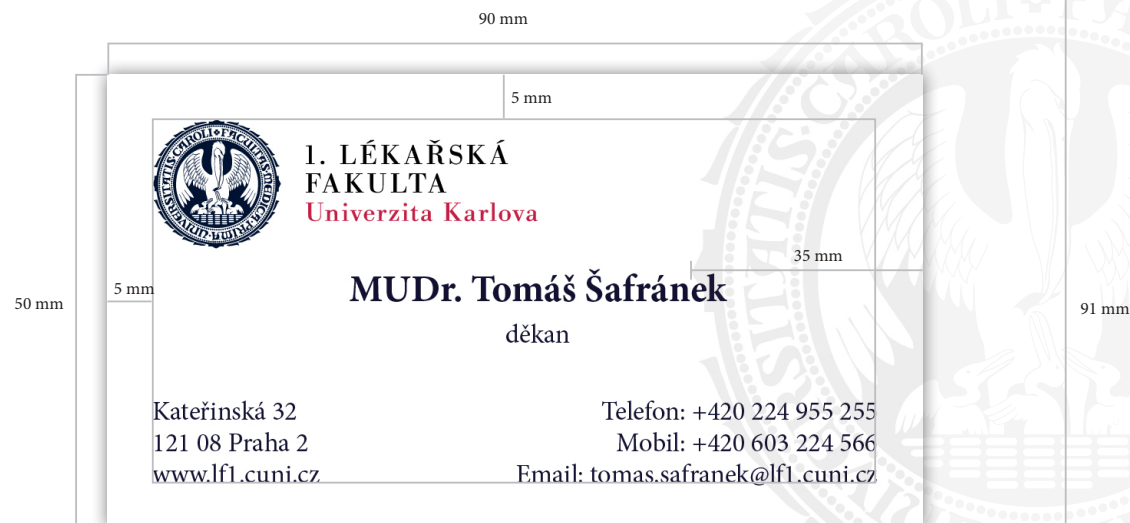 90 mm
5 mm
1. LÉKAŘSKÁ
FAKULTA
Univerzita Karlova
35 mm
50 mm
5 mm
91 mm
MUDr. Tomáš Šafránek
děkan
Kateřinská 32
121 08 Praha 2
www.lf1.cuni.cz
Telefon: +420 224 955 255
Mobil: +420 603 224 566
Email: tomas.safranek@lf1.cuni.cz